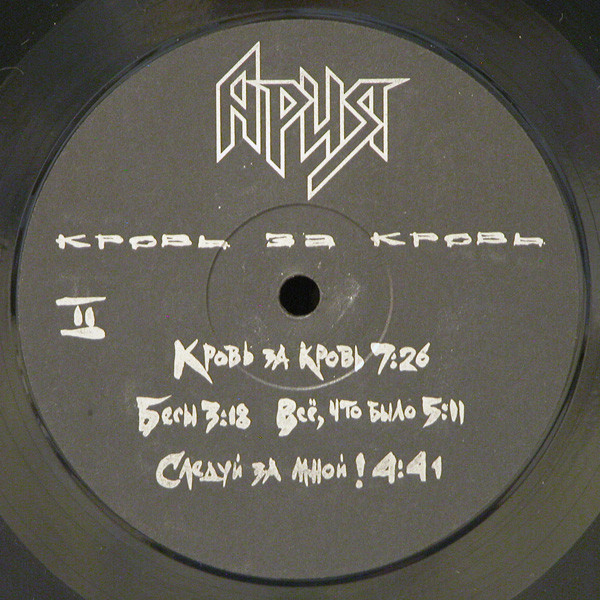 Ария
кровь за кровь
II
Кровь за кровь 7:26
Бесы 3:18 Всё, что было 5:11
Следуй за мной! 4:41